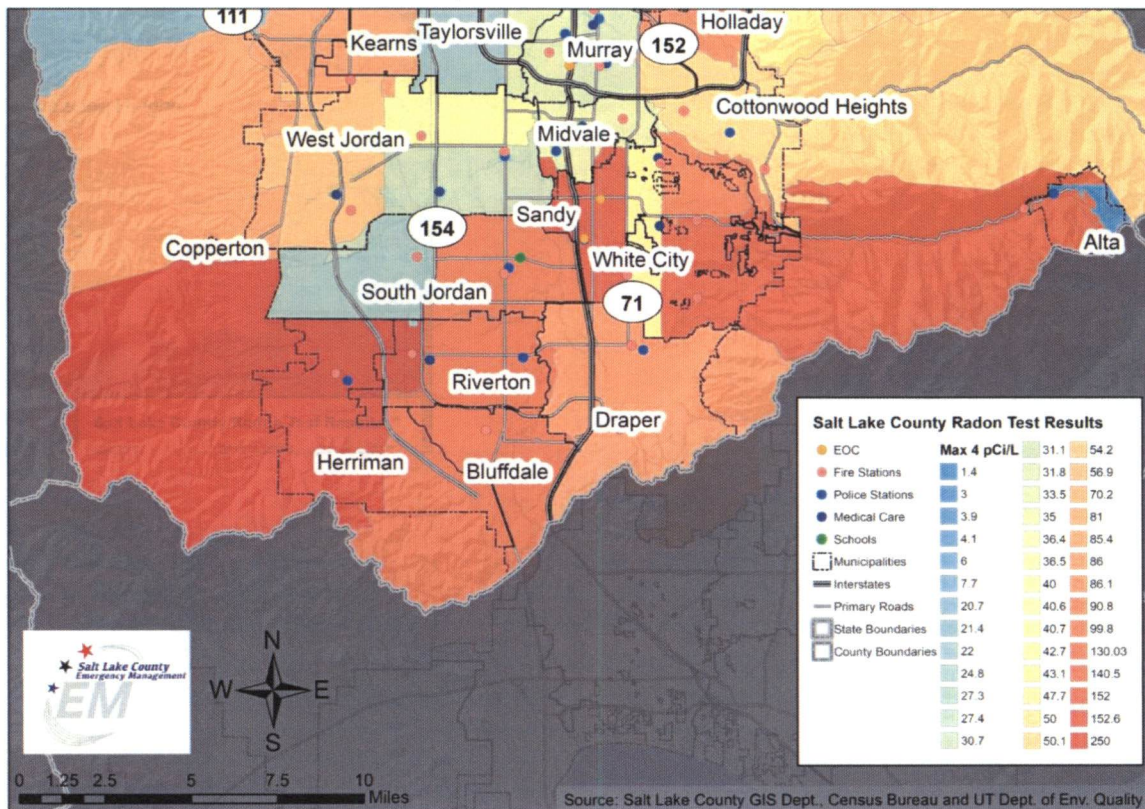 111
Kearns
Taylorsville
Murray
152
Holladay
Cottonwood Heights
West Jordan
Midvale
154
Sandy
Copperton
White City
Alta
South Jordan
71
Riverton
Draper
Herriman
Bluffdale
Salt Lake County Radon Test Results
EOC
Fire Stations
Police Stations
Medical Care
Schools
Municipalities
Interstates
Primary Roads
State Boundaries
County Boundaries
Max 4 pCi/L
1.4
3
3.9
4.1
6
7.7
20.7
21.4
22
24.8
27.3
27.4
30.7
31.1
31.8
33.5
35
36.4
36.5
40
40.6
40.7
42.7
43.1
47.7
50
50.1
54.2
56.9
70.2
81
85.4
86
86.1
90.8
99.8
130.03
140.5
152
152.6
250
Salt Lake County
Emergency Management
EM
N
W E
S
0 1.25 2.5 5 7.5 10
Miles
Source: Salt Lake County GIS Dept., Census Bureau and UT Dept. of Env. Quality